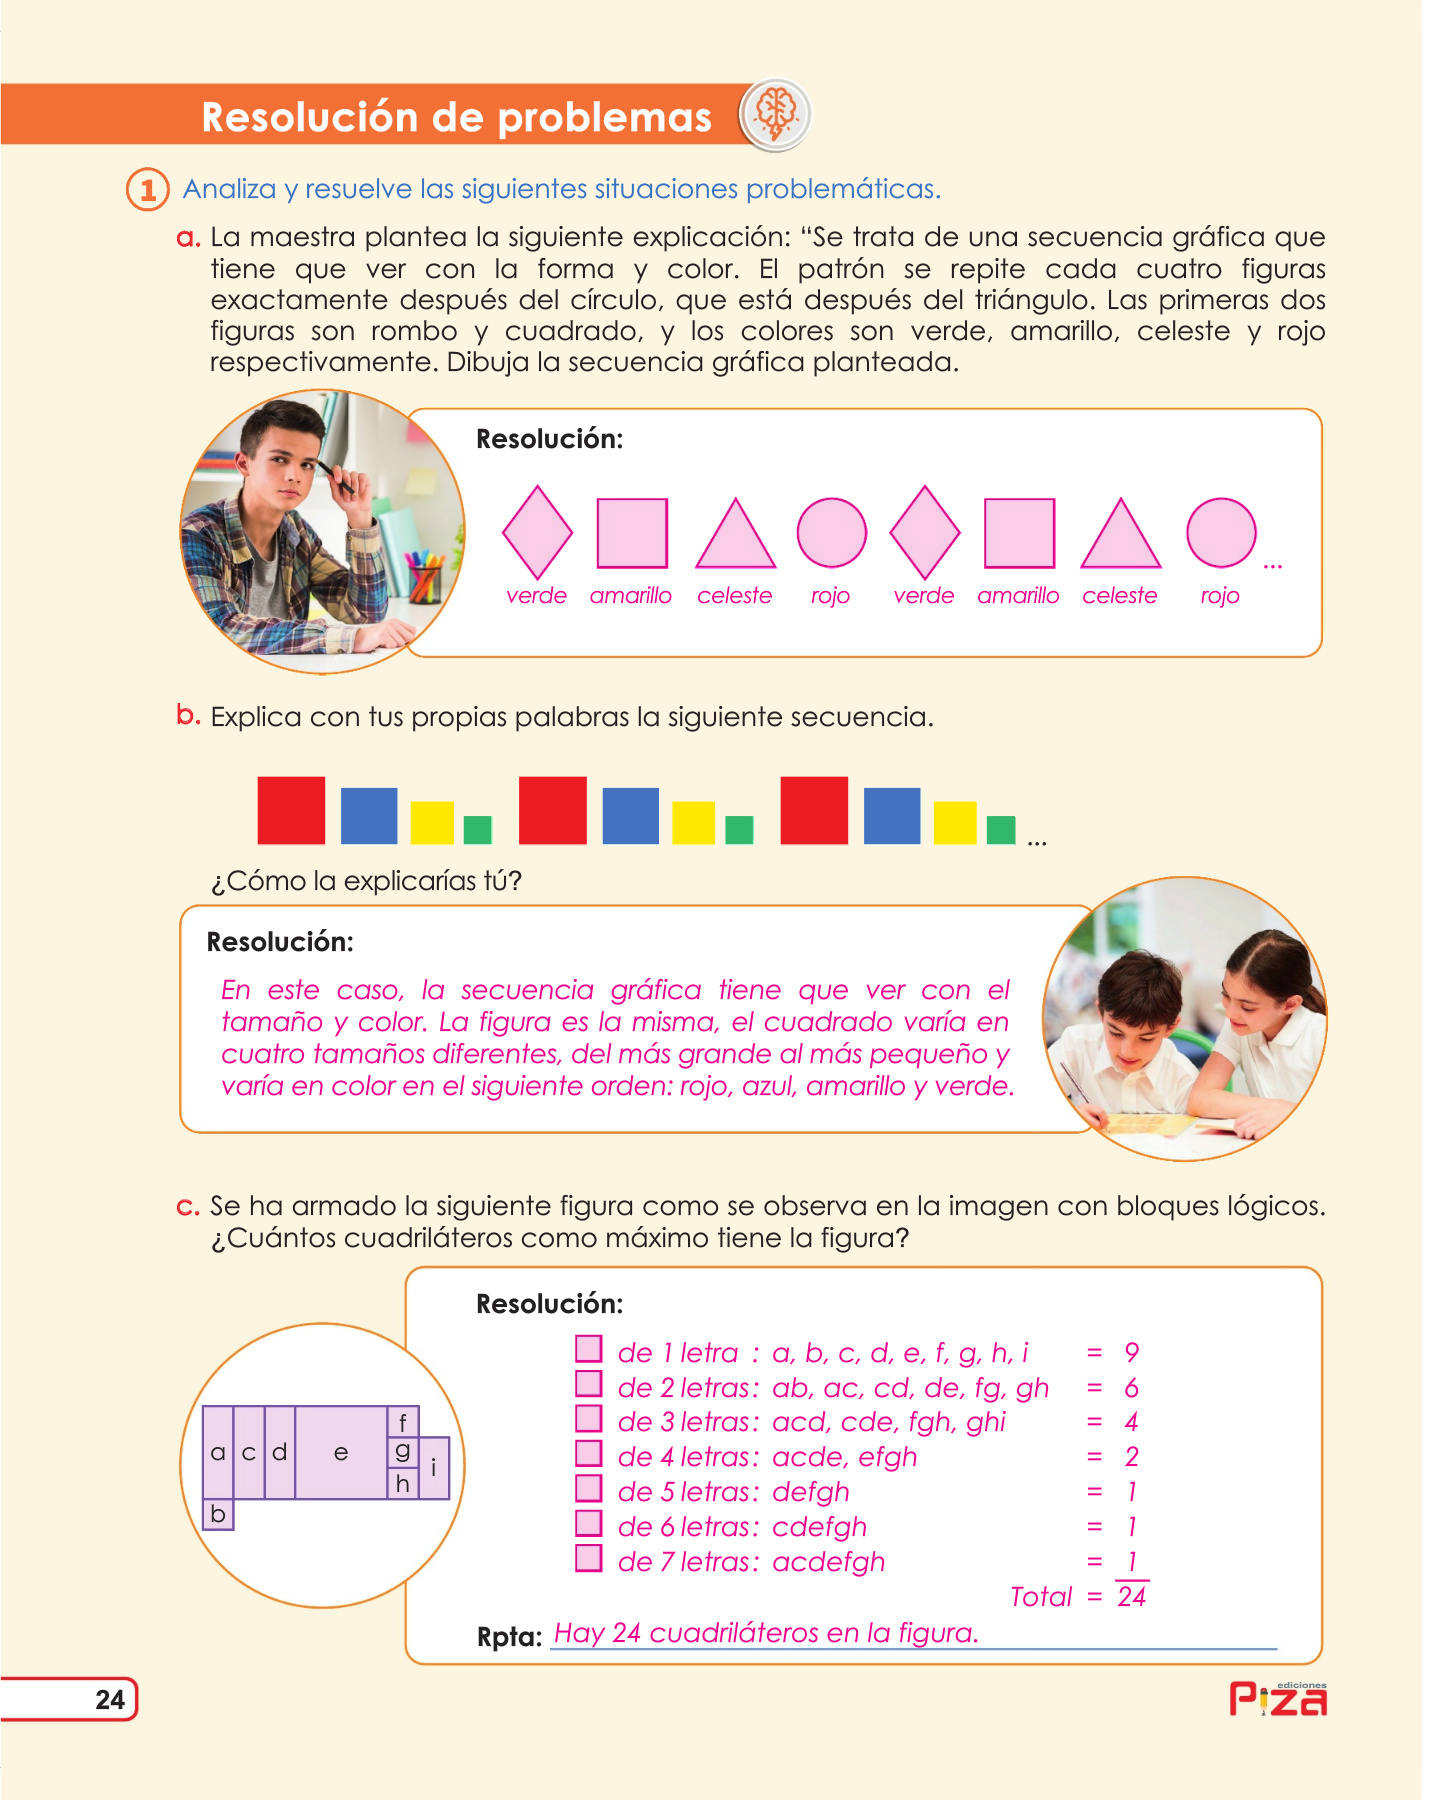 Resolución de problemas
1 Analiza y resuelve las siguientes situaciones problemáticas.
a. La maestra plantea la siguiente explicación: “Se trata de una secuencia gráfica que
tiene que ver con la forma y color. El patrón se repite cada cuatro figuras
exactamente después del círculo, que está después del triángulo. Las primeras dos
figuras son rombo y cuadrado, y los colores son verde, amarillo, celeste y rojo
respectivamente. Dibuja la secuencia gráfica planteada.
Resolución:
...
verde amarillo celeste rojo verde amarillo celeste rojo
b. Explica con tus propias palabras la siguiente secuencia.
...
¿Cómo la explicarías tú?
Resolución:
En este caso, la secuencia gráfica tiene que ver con el
tamaño y color. La figura es la misma, el cuadrado varía en
cuatro tamaños diferentes, del más grande al más pequeño y
varía en color en el siguiente orden: rojo, azul, amarillo y verde.
c. Se ha armado la siguiente figura como se observa en la imagen con bloques lógicos.
¿Cuántos cuadriláteros como máximo tiene la figura?
a c d e f g h i
b
Resolución:
de 1 letra : a, b, c, d, e, f, g, h, i = 9
de 2 letras: ab, ac, cd, de, fg, gh = 6
de 3 letras: acd, cde, fgh, ghi = 4
de 4 letras: acde, efgh = 2
de 5 letras: defgh = 1
de 6 letras: cdefgh = 1
de 7 letras: acdefgh = 1
Total = 24
Rpta: Hay 24 cuadriláteros en la figura.
24
ediciones
Piza